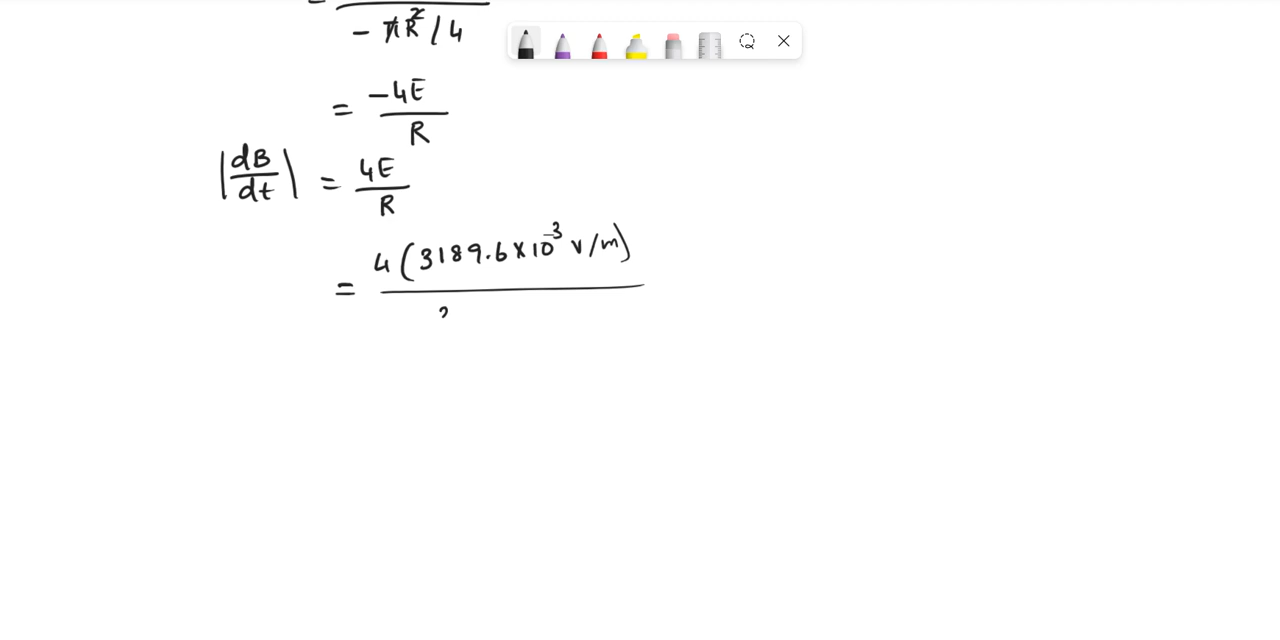 =
- πR² / 4
= -4E / R
|dB/dt| = 4E / R
= 4 (3189.6 × 10⁻³ v/m)